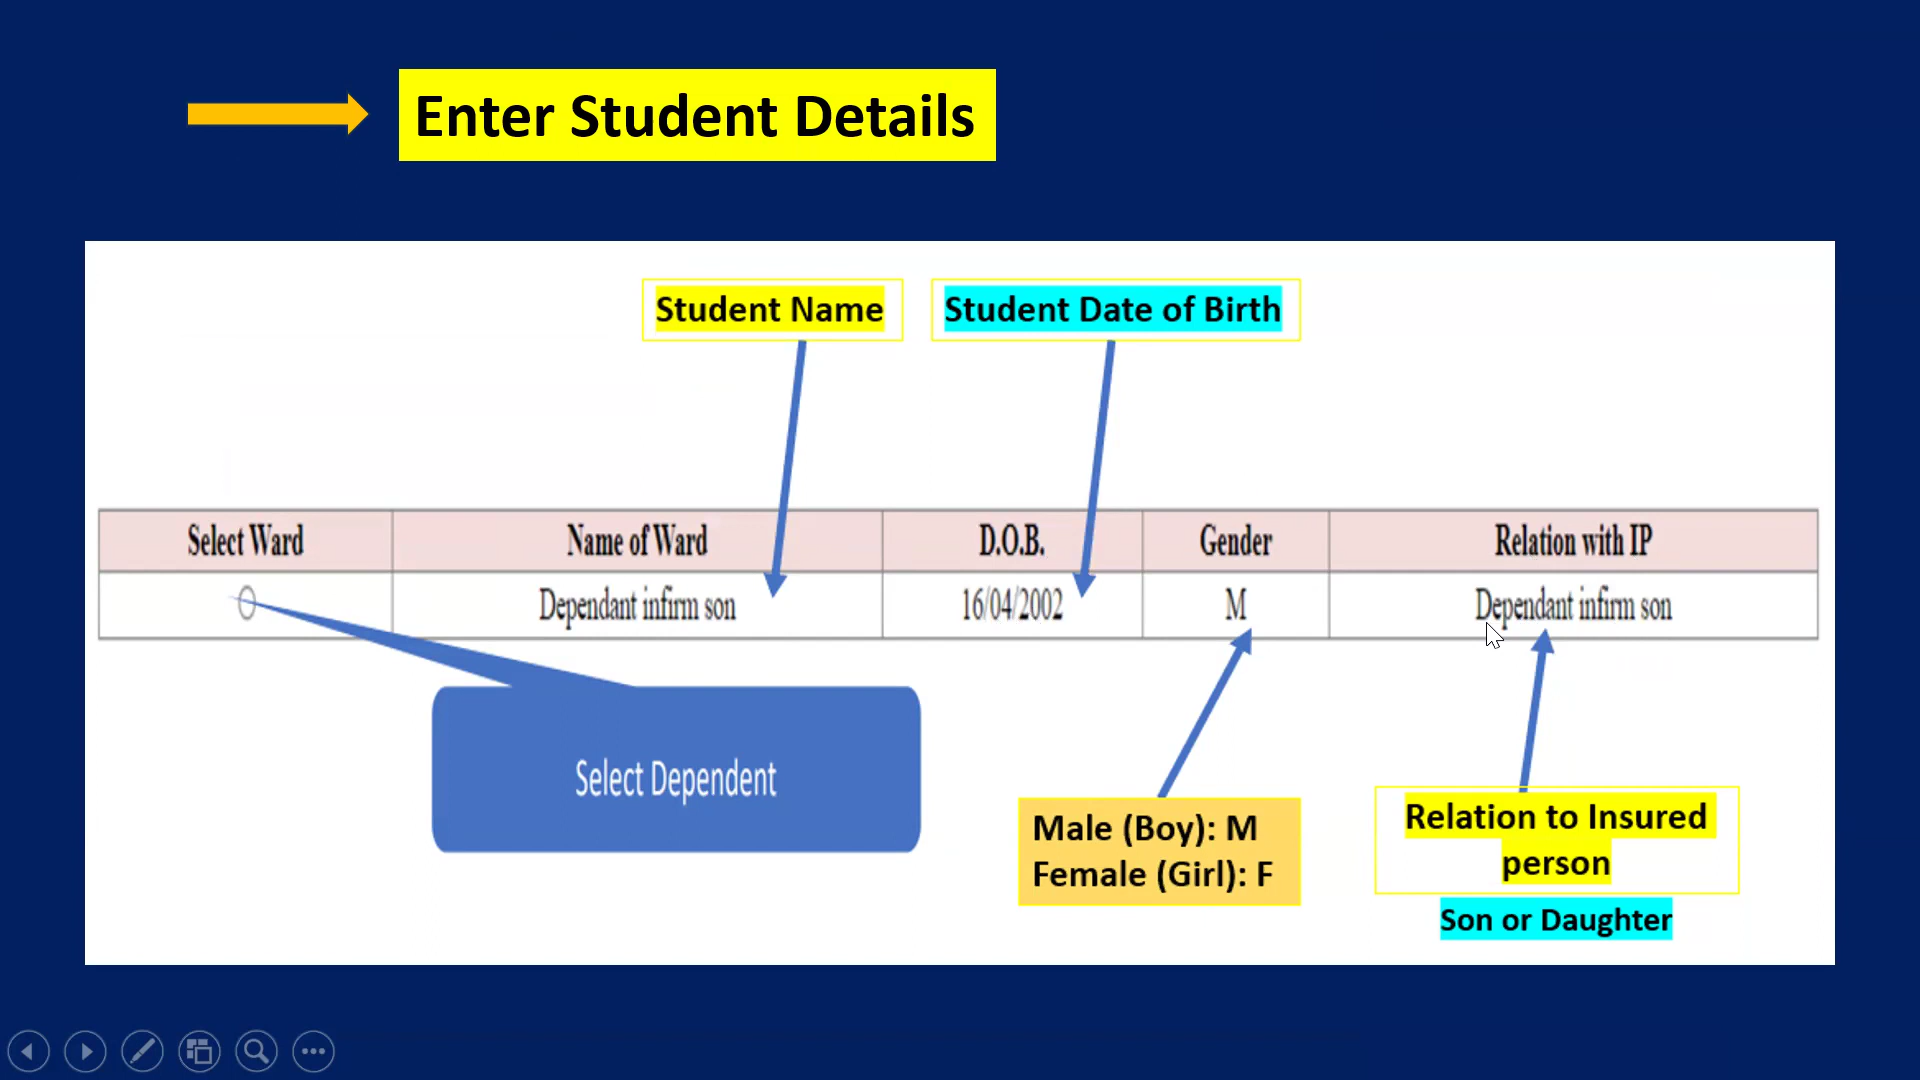 Enter Student Details
Student Name
Student Date of Birth
Select Ward Name of Ward D.O.B. Gender Relation with IP
Dependant infirm son 16/04/2002 M Dependant infirm son
Select Dependent
Male (Boy): M
Female (Girl): F
Relation to Insured
person
Son or Daughter